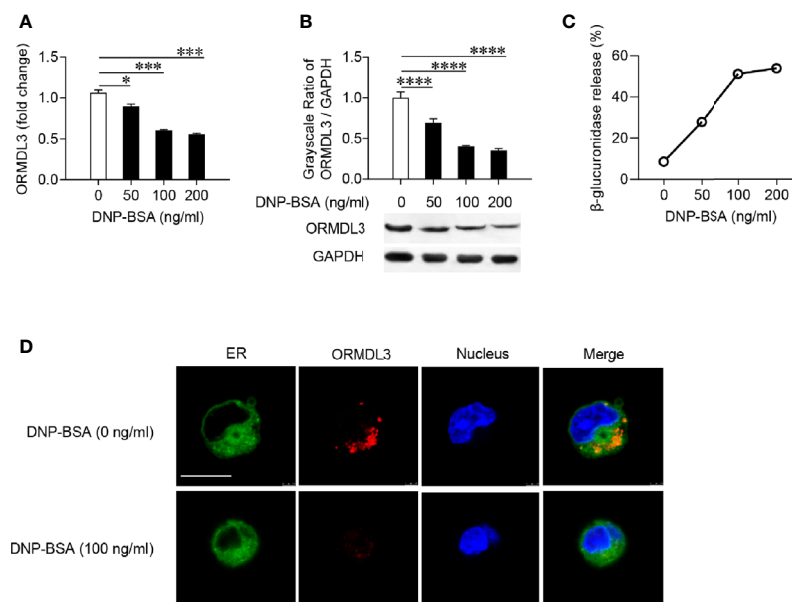 A
ORMDL3 (fold change)
1.5
1.0
0.5
0.0
***
***
*
0 50 100 200
DNP-BSA (ng/ml)
B
Grayscale Ratio of
ORMDL3 / GAPDH
1.5
1.0
0.5
0.0
****
****
****
0 50 100 200
DNP-BSA (ng/ml)
ORMDL3
GAPDH
C
β-glucuronidase release (%)
60
40
20
0
0 50 100 200
DNP-BSA (ng/ml)
D
ER ORMDL3 Nucleus Merge
DNP-BSA (0 ng/ml)
DNP-BSA (100 ng/ml)